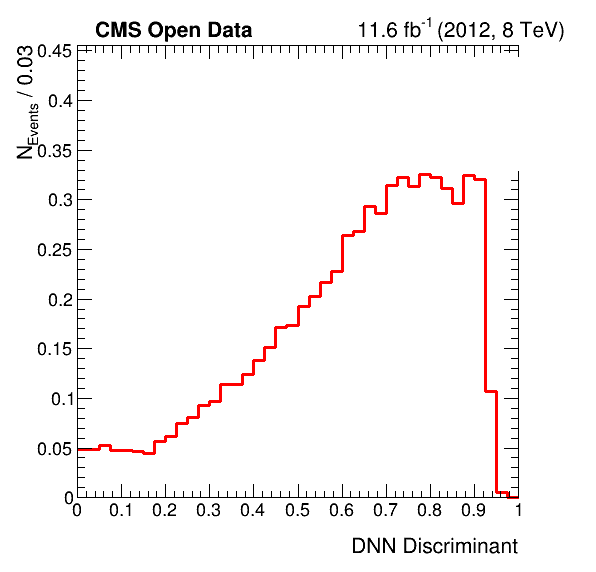 CMS Open Data
11.6 fb⁻¹ (2012, 8 TeV)
N_Events / 0.03
0.45
0.4
0.35
0.3
0.25
0.2
0.15
0.1
0.05
0
0 0.1 0.2 0.3 0.4 0.5 0.6 0.7 0.8 0.9 1
DNN Discriminant